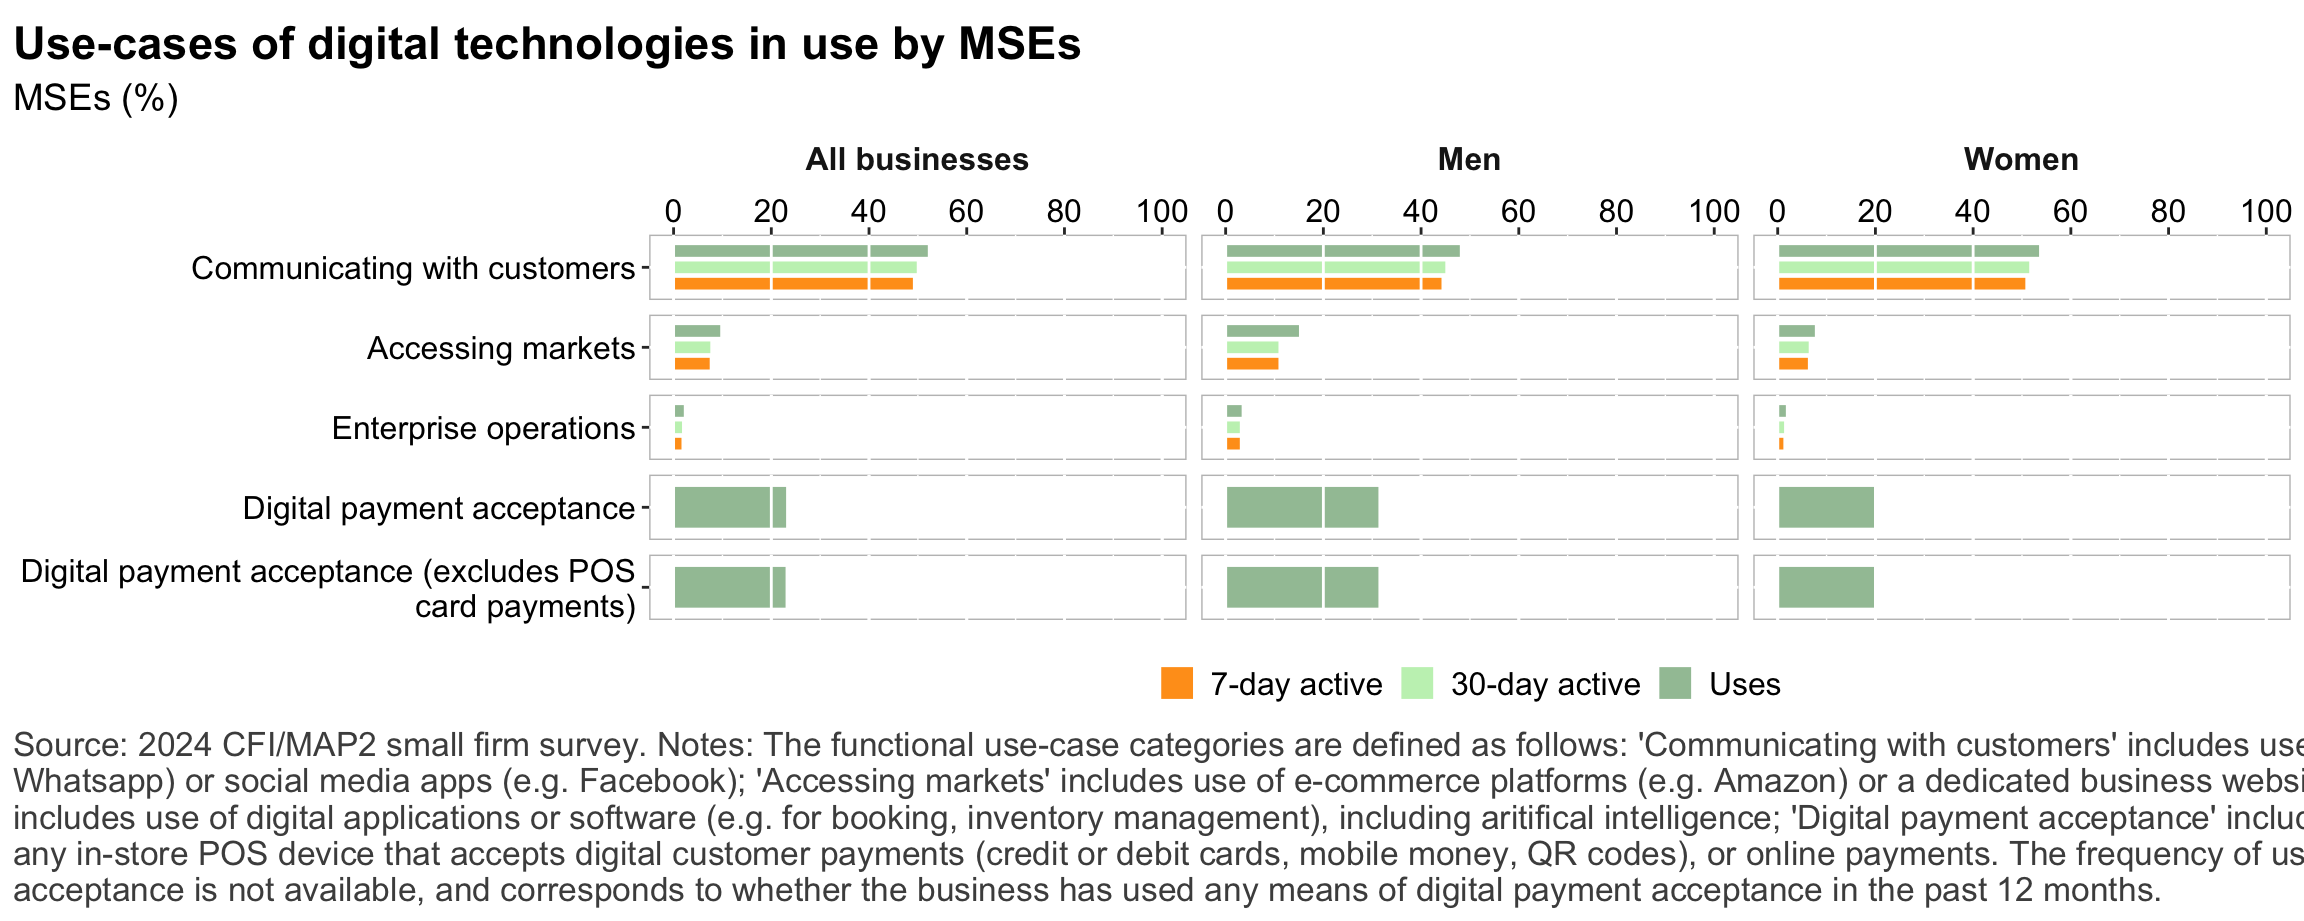 Use-cases of digital technologies in use by MSEs
MSEs (%)
All businesses Men Women
0 20 40 60 80 100 0 20 40 60 80 100 0 20 40 60 80 100
Communicating with customers
Accessing markets
Enterprise operations
Digital payment acceptance
Digital payment acceptance (excludes POS
card payments)
7-day active 30-day active Uses
Source: 2024 CFI/MAP2 small firm survey. Notes: The functional use-case categories are defined as follows: 'Communicating with customers' includes use
Whatsapp) or social media apps (e.g. Facebook); 'Accessing markets' includes use of e-commerce platforms (e.g. Amazon) or a dedicated business websi
includes use of digital applications or software (e.g. for booking, inventory management), including aritifical intelligence; 'Digital payment acceptance' includ
any in-store POS device that accepts digital customer payments (credit or debit cards, mobile money, QR codes), or online payments. The frequency of us
acceptance is not available, and corresponds to whether the business has used any means of digital payment acceptance in the past 12 months.